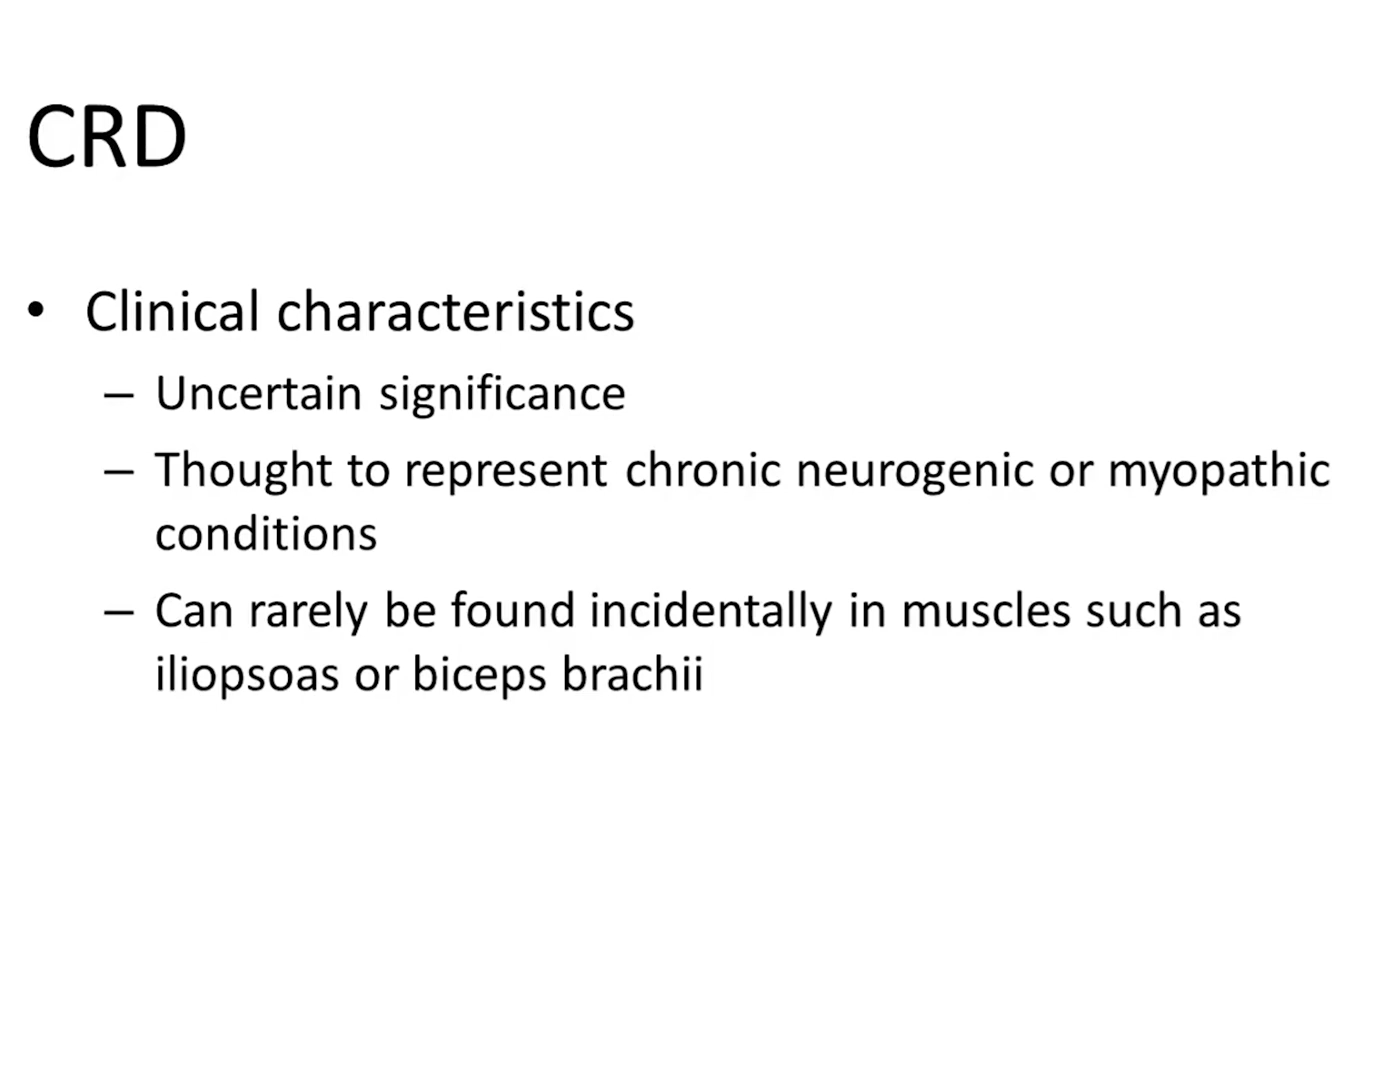 CRD
• Clinical characteristics
– Uncertain significance
– Thought to represent chronic neurogenic or myopathic
conditions
– Can rarely be found incidentally in muscles such as
iliopsoas or biceps brachii